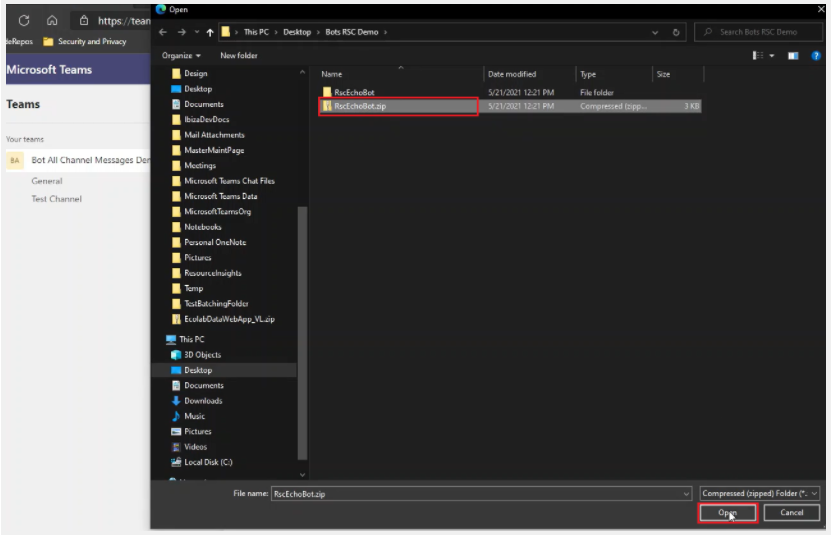 Open
https://tean
This PC > Desktop > Bots RSC Demo >
Search Bots RSC Demo
deRepos Security and Privacy
Organize New folder
Microsoft Teams
Teams
Your teams
BA Bot All Channel Messages Der
General
Test Channel
Design
Desktop
Documents
IbizaDevDocs
Mail Attachments
MasterMaintPage
Meetings
Microsoft Teams Chat Files
Microsoft Teams Data
MicrosoftTeamsOrg
Notebooks
Personal OneNote
Pictures
ResourceInsights
Temp
TestBatchingFolder
EcolabDataWebApp_VL.zip
This PC
3D Objects
Desktop
Documents
Downloads
Music
Pictures
Videos
Local Disk (C:)
Name Date modified Type Size
RscEchoBot 5/21/2021 12:21 PM File folder
RscEchoBot.zip 5/21/2021 12:21 PM Compressed (zipp... 3 KB
File name: RscEchoBot.zip
Compressed (zipped) Folder (*.
Open Cancel